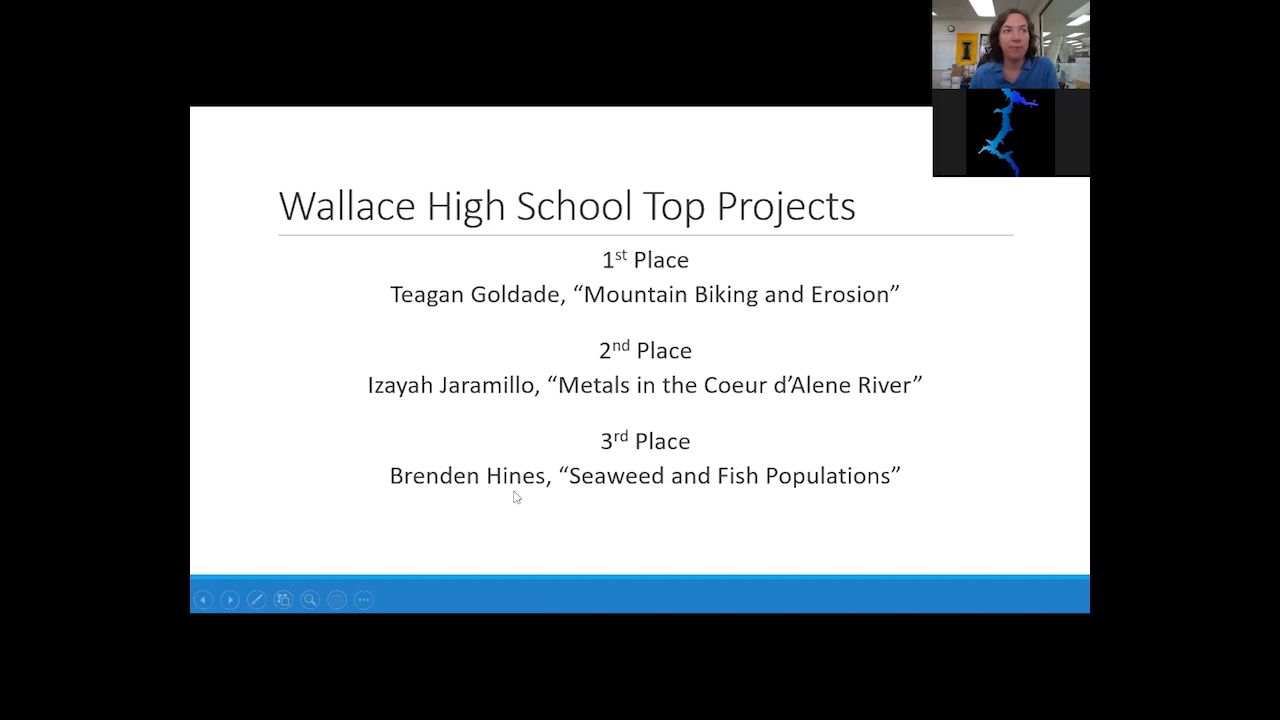 I
Wallace High School Top Projects
1st Place
Teagan Goldade, “Mountain Biking and Erosion”
2nd Place
Izayah Jaramillo, “Metals in the Coeur d’Alene River”
3rd Place
Brenden Hines, “Seaweed and Fish Populations”